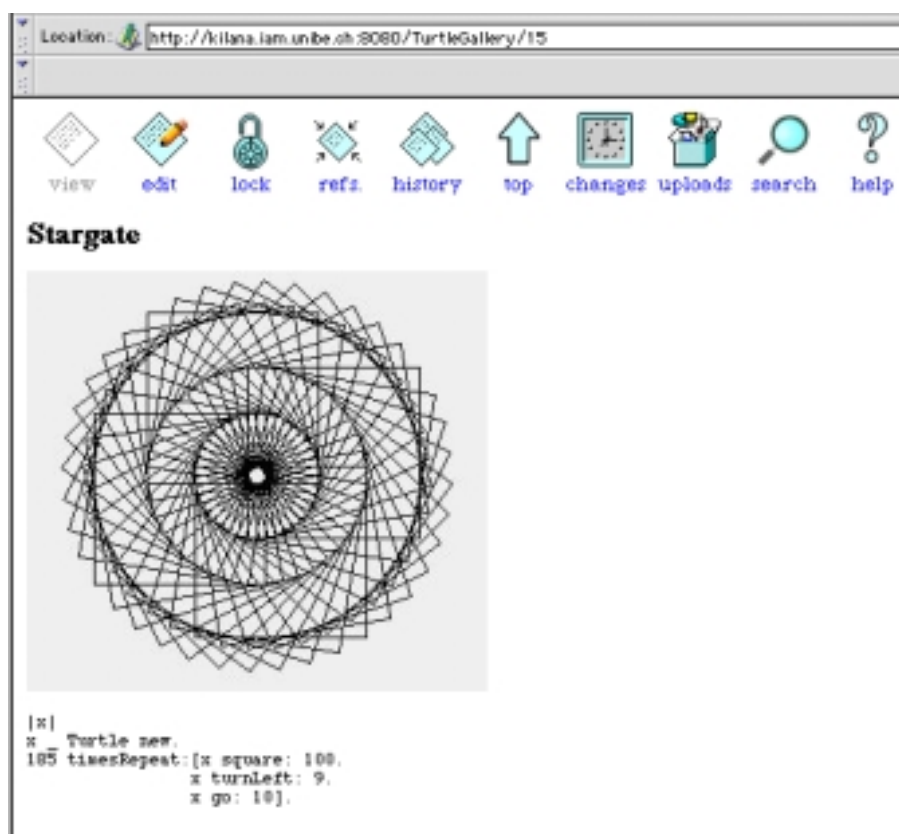 Location: http://kilana.iam.unibe.ch:8080/TurtleGallery/15
view edit lock refs. history top changes uploads search help
Stargate
|x|
x _ Turtle new.
185 timesRepeat:[x square: 100.
x turnLeft: 9.
x go: 10].